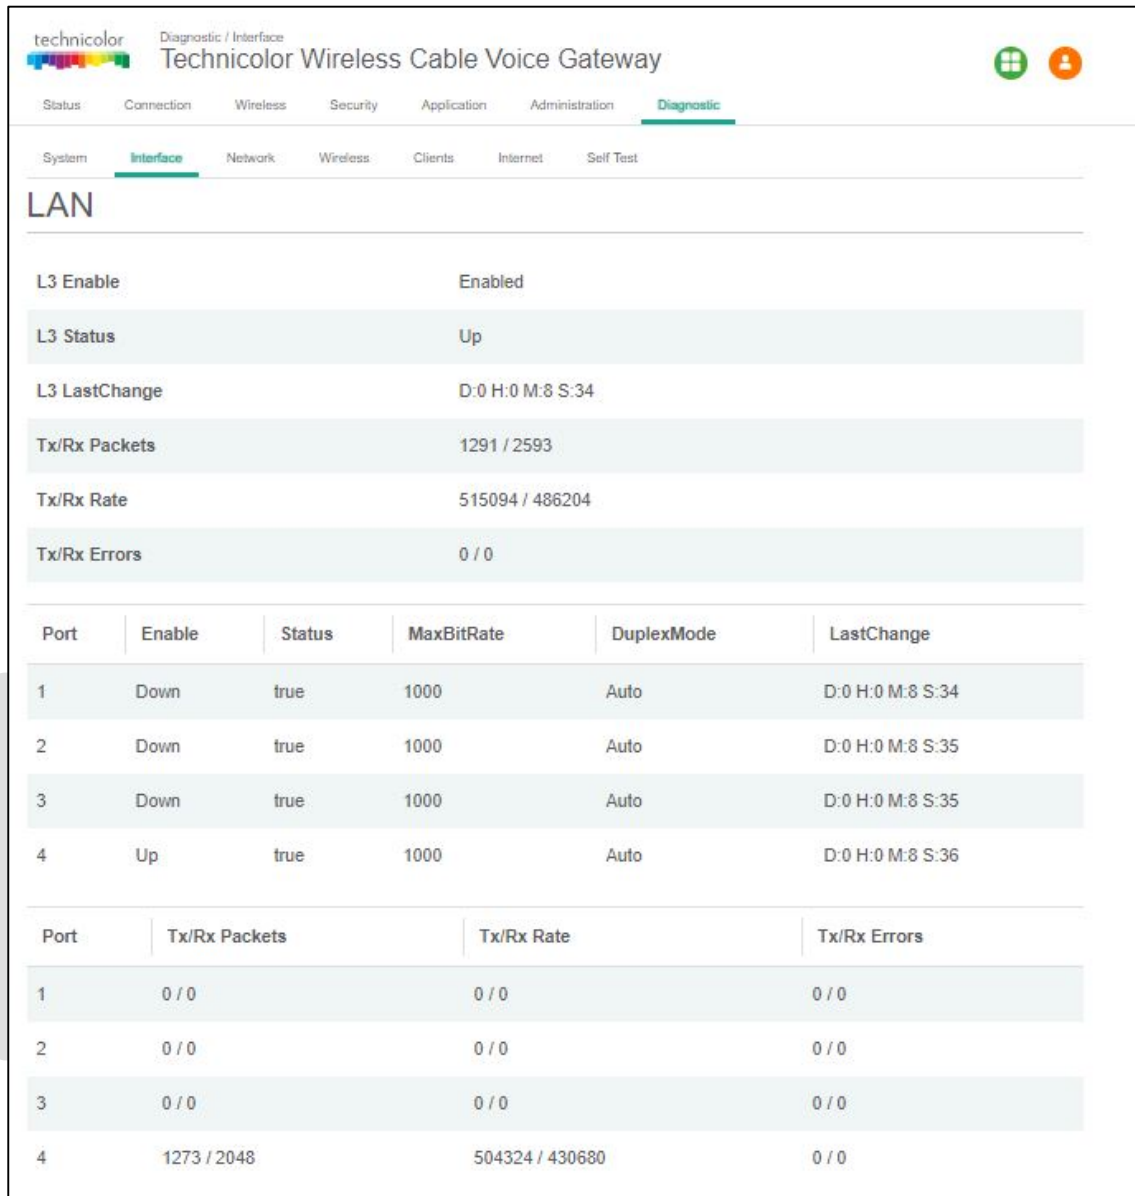 technicolor
Diagnostic / Interface
Technicolor Wireless Cable Voice Gateway
Status Connection Wireless Security Application Administration Diagnostic
System Interface Network Wireless Clients Internet Self Test
LAN
L3 Enable Enabled
L3 Status Up
L3 LastChange D:0 H:0 M:8 S:34
Tx/Rx Packets 1291 / 2593
Tx/Rx Rate 515094 / 486204
Tx/Rx Errors 0 / 0
Port Enable Status MaxBitRate DuplexMode LastChange
1 Down true 1000 Auto D:0 H:0 M:8 S:34
2 Down true 1000 Auto D:0 H:0 M:8 S:35
3 Down true 1000 Auto D:0 H:0 M:8 S:35
4 Up true 1000 Auto D:0 H:0 M:8 S:36
Port Tx/Rx Packets Tx/Rx Rate Tx/Rx Errors
1 0 / 0 0 / 0 0 / 0
2 0 / 0 0 / 0 0 / 0
3 0 / 0 0 / 0 0 / 0
4 1273 / 2048 504324 / 430680 0 / 0